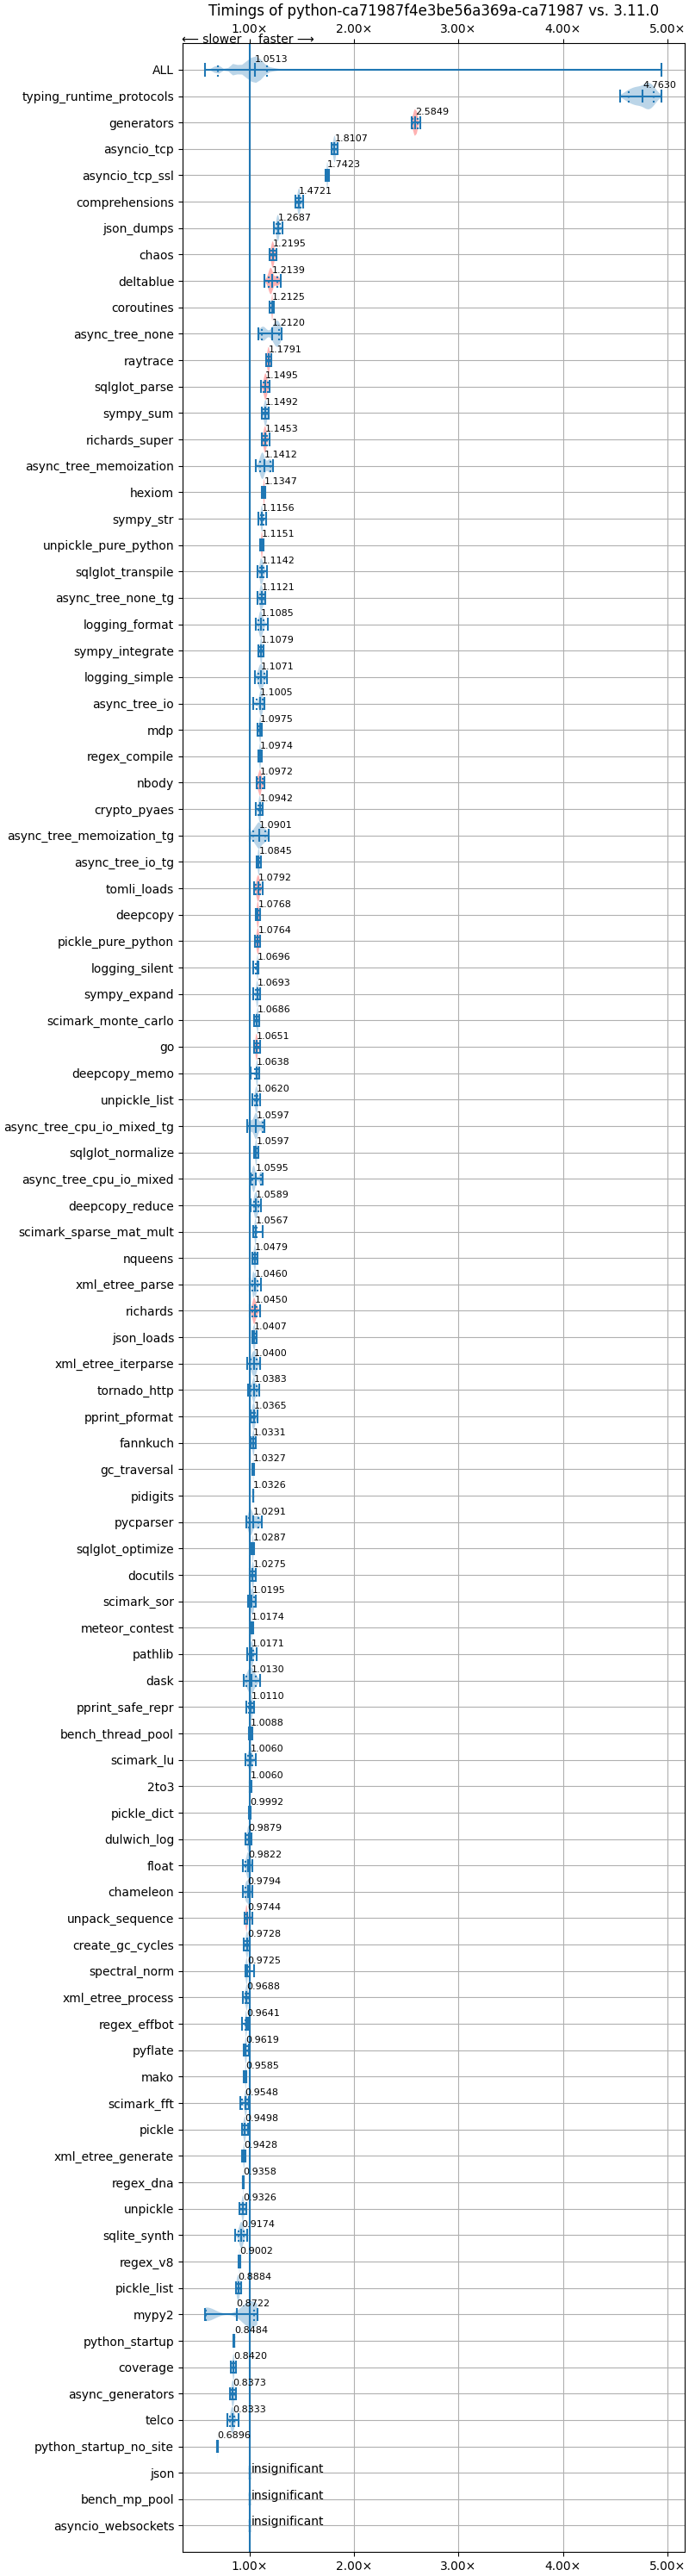 Timings of python-ca71987f4e3be56a369a-ca71987 vs. 3.11.0
⟵ slower faster ⟶
1.00× 2.00× 3.00× 4.00× 5.00×
ALL 1.0513
typing_runtime_protocols 4.7630
generators 2.5849
asyncio_tcp 1.8107
asyncio_tcp_ssl 1.7423
comprehensions 1.4721
json_dumps 1.2687
chaos 1.2195
deltablue 1.2139
coroutines 1.2125
async_tree_none 1.2120
raytrace 1.1791
sqlglot_parse 1.1495
sympy_sum 1.1492
richards_super 1.1453
async_tree_memoization 1.1412
hexiom 1.1347
sympy_str 1.1156
unpickle_pure_python 1.1151
sqlglot_transpile 1.1142
async_tree_none_tg 1.1121
logging_format 1.1085
sympy_integrate 1.1079
logging_simple 1.1071
async_tree_io 1.1005
mdp 1.0975
regex_compile 1.0974
nbody 1.0972
crypto_pyaes 1.0942
async_tree_memoization_tg 1.0901
async_tree_io_tg 1.0845
tomli_loads 1.0792
deepcopy 1.0768
pickle_pure_python 1.0764
logging_silent 1.0696
sympy_expand 1.0693
scimark_monte_carlo 1.0686
go 1.0651
deepcopy_memo 1.0638
unpickle_list 1.0620
async_tree_cpu_io_mixed_tg 1.0597
sqlglot_normalize 1.0597
async_tree_cpu_io_mixed 1.0595
deepcopy_reduce 1.0589
scimark_sparse_mat_mult 1.0567
nqueens 1.0479
xml_etree_parse 1.0460
richards 1.0450
json_loads 1.0407
xml_etree_iterparse 1.0400
tornado_http 1.0383
pprint_pformat 1.0365
fannkuch 1.0331
gc_traversal 1.0327
pidigits 1.0326
pycparser 1.0291
sqlglot_optimize 1.0287
docutils 1.0275
scimark_sor 1.0195
meteor_contest 1.0174
pathlib 1.0171
dask 1.0130
pprint_safe_repr 1.0110
bench_thread_pool 1.0088
scimark_lu 1.0060
2to3 1.0060
pickle_dict 0.9992
dulwich_log 0.9879
float 0.9822
chameleon 0.9794
unpack_sequence 0.9744
create_gc_cycles 0.9728
spectral_norm 0.9725
xml_etree_process 0.9688
regex_effbot 0.9641
pyflate 0.9619
mako 0.9585
scimark_fft 0.9548
pickle 0.9498
xml_etree_generate 0.9428
regex_dna 0.9358
unpickle 0.9326
sqlite_synth 0.9174
regex_v8 0.9002
pickle_list 0.8884
mypy2 0.8722
python_startup 0.8484
coverage 0.8420
async_generators 0.8373
telco 0.8333
python_startup_no_site 0.6896
json insignificant
bench_mp_pool insignificant
asyncio_websockets insignificant
1.00× 2.00× 3.00× 4.00× 5.00×